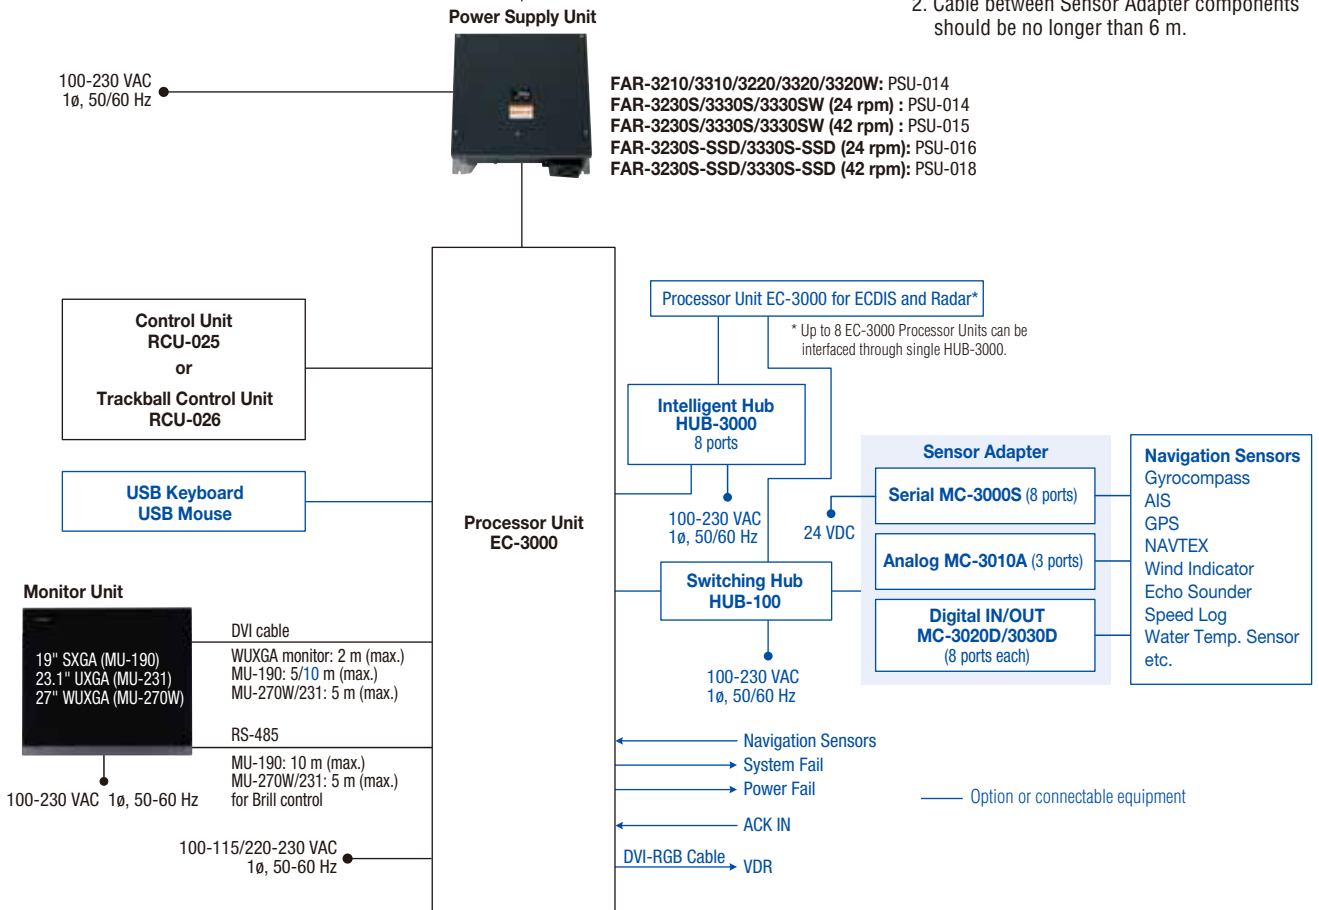 2. Cable between Sensor Adapter components
should be no longer than 6 m.
Power Supply Unit
100-230 VAC
1ø, 50/60 Hz
FAR-3210/3310/3220/3320/3320W: PSU-014
FAR-3230S/3330S/3330SW (24 rpm) : PSU-014
FAR-3230S/3330S/3330SW (42 rpm) : PSU-015
FAR-3230S-SSD/3330S-SSD (24 rpm): PSU-016
FAR-3230S-SSD/3330S-SSD (42 rpm): PSU-018
Control Unit
RCU-025
or
Trackball Control Unit
RCU-026
USB Keyboard
USB Mouse
Processor Unit
EC-3000
Processor Unit EC-3000 for ECDIS and Radar*
* Up to 8 EC-3000 Processor Units can be
interfaced through single HUB-3000.
Intelligent Hub
HUB-3000
8 ports
100-230 VAC
1ø, 50/60 Hz
24 VDC
Switching Hub
HUB-100
100-230 VAC
1ø, 50/60 Hz
Sensor Adapter
Serial MC-3000S (8 ports)
Analog MC-3010A (3 ports)
Digital IN/OUT
MC-3020D/3030D
(8 ports each)
Navigation Sensors
Gyrocompass
AIS
GPS
NAVTEX
Wind Indicator
Echo Sounder
Speed Log
Water Temp. Sensor
etc.
Monitor Unit
19" SXGA (MU-190)
23.1" UXGA (MU-231)
27" WUXGA (MU-270W)
DVI cable
WUXGA monitor: 2 m (max.)
MU-190: 5/10 m (max.)
MU-270W/231: 5 m (max.)
RS-485
MU-190: 10 m (max.)
MU-270W/231: 5 m (max.)
for Brill control
100-230 VAC 1ø, 50-60 Hz
100-115/220-230 VAC
1ø, 50-60 Hz
Navigation Sensors
System Fail
Power Fail
ACK IN
DVI-RGB Cable
VDR
Option or connectable equipment